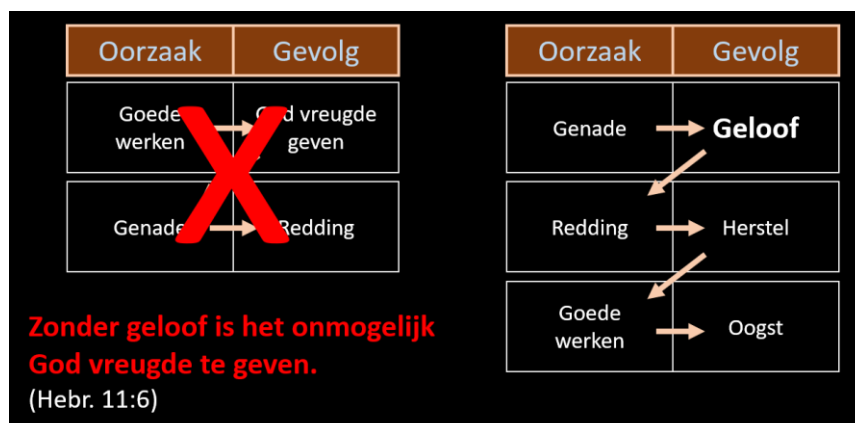 Oorzaak Gevolg
Goede God vreugde
werken geven
Genade Redding
Zonder geloof is het onmogelijk
God vreugde te geven.
(Hebr. 11:6)
Oorzaak Gevolg
Genade Geloof
Redding Herstel
Goede
werken Oogst